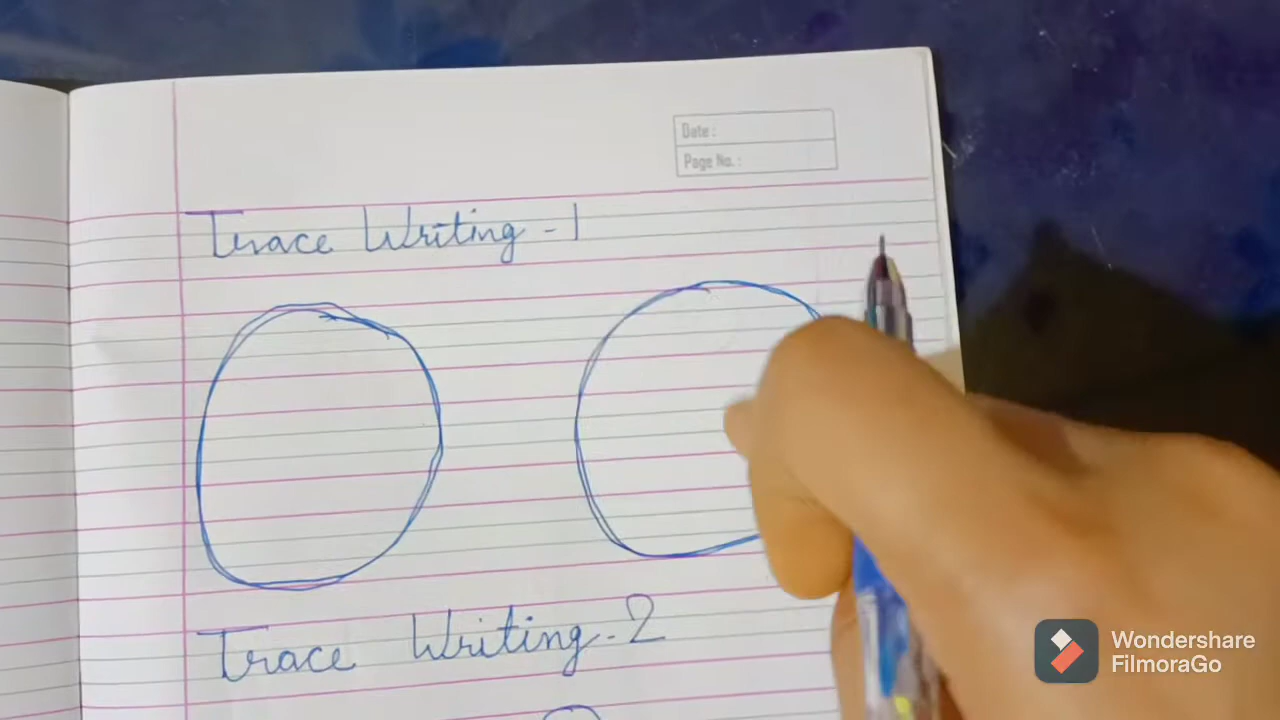 Date :
Page No. :
Trace Writing - 1
Trace Writing - 2
Wondershare
FilmoraGo